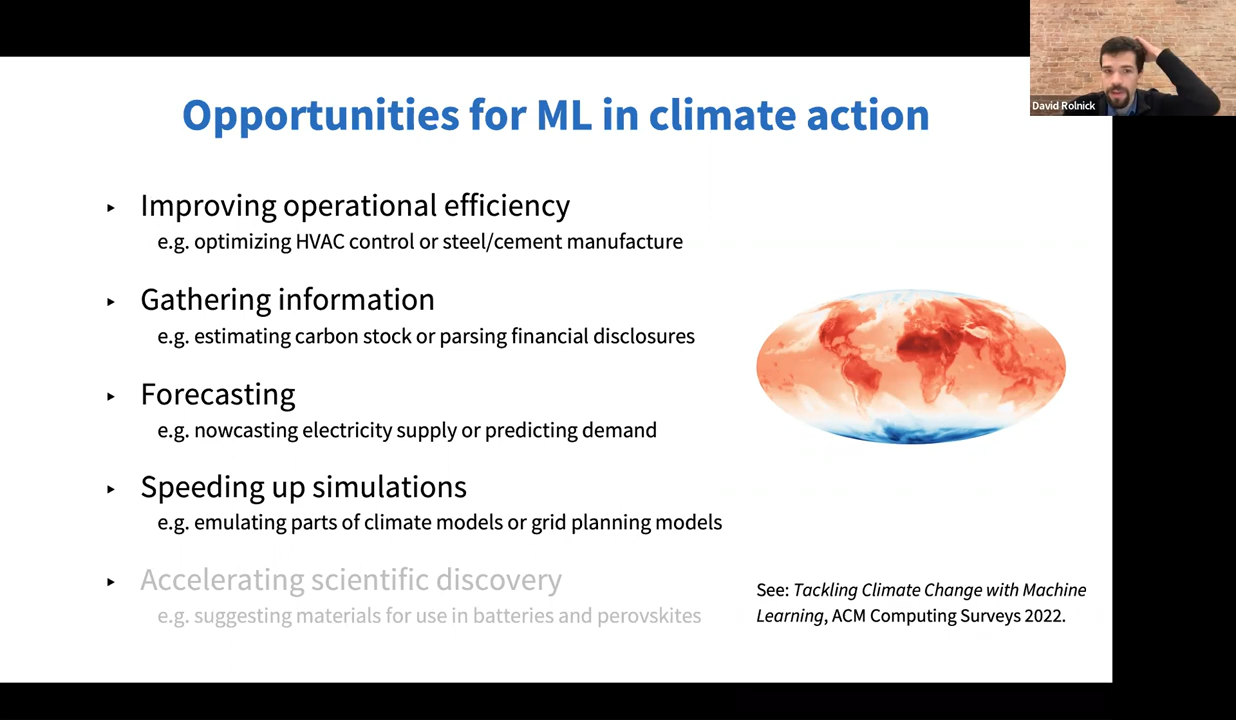 David Rolnick
Opportunities for ML in climate action
‣ Improving operational efficiency
e.g. optimizing HVAC control or steel/cement manufacture
‣ Gathering information
e.g. estimating carbon stock or parsing financial disclosures
‣ Forecasting
e.g. nowcasting electricity supply or predicting demand
‣ Speeding up simulations
e.g. emulating parts of climate models or grid planning models
‣ Accelerating scientific discovery
e.g. suggesting materials for use in batteries and perovskites
See: Tackling Climate Change with Machine
Learning, ACM Computing Surveys 2022.